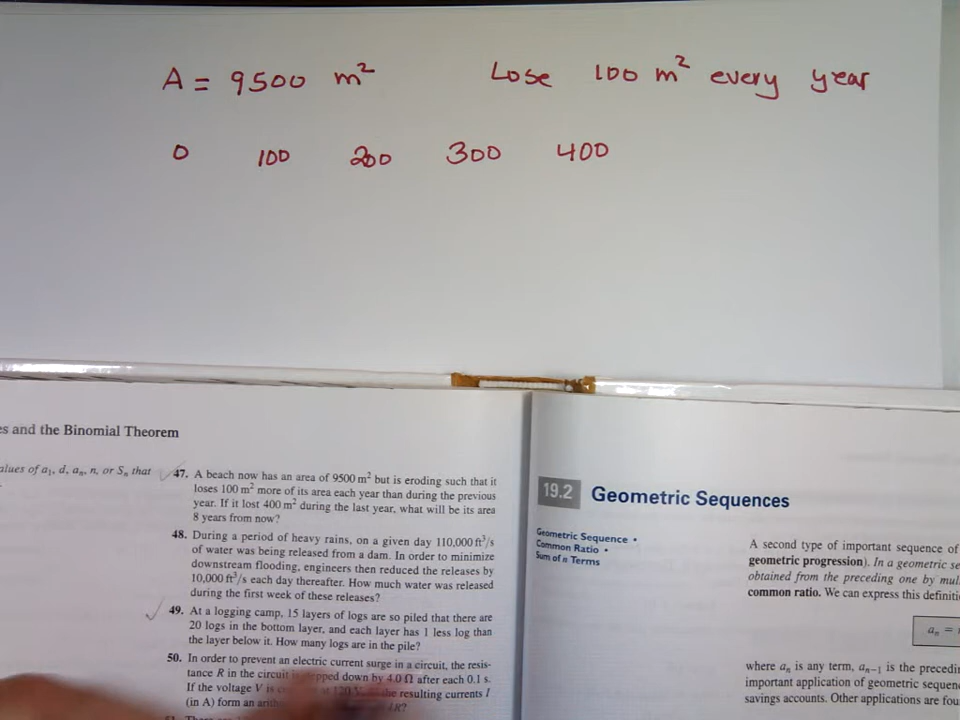 A = 9500 m² Lose 100 m² every year
0 100 200 300 400
es and the Binomial Theorem
alues of a₁, d, aₙ, n, or Sₙ that
47. A beach now has an area of 9500 m² but is eroding such that it
loses 100 m² more of its area each year than during the previous
year. If it lost 400 m² during the last year, what will be its area
8 years from now?
48. During a period of heavy rains, on a given day 110,000 ft³/s
of water was being released from a dam. In order to minimize
downstream flooding, engineers then reduced the releases by
10,000 ft³/s each day thereafter. How much water was released
during the first week of these releases?
49. At a logging camp, 15 layers of logs are so piled that there are
20 logs in the bottom layer, and each layer has 1 less log than
the layer below it. How many logs are in the pile?
50. In order to prevent an electric current surge in a circuit, the resis-
tance R in the circuit is stepped down by 4.0 Ω after each 0.1 s.
If the voltage V is the resulting currents I
(in A) form an
19.2 Geometric Sequences
Geometric Sequence •
Common Ratio •
Sum of n Terms
A second type of important sequence of
geometric progression). In a geometric se
obtained from the preceding one by mul
common ratio. We can express this definiti
aₙ =
where aₙ is any term, aₙ₋₁ is the precedin
important application of geometric sequen
savings accounts. Other applications are fou